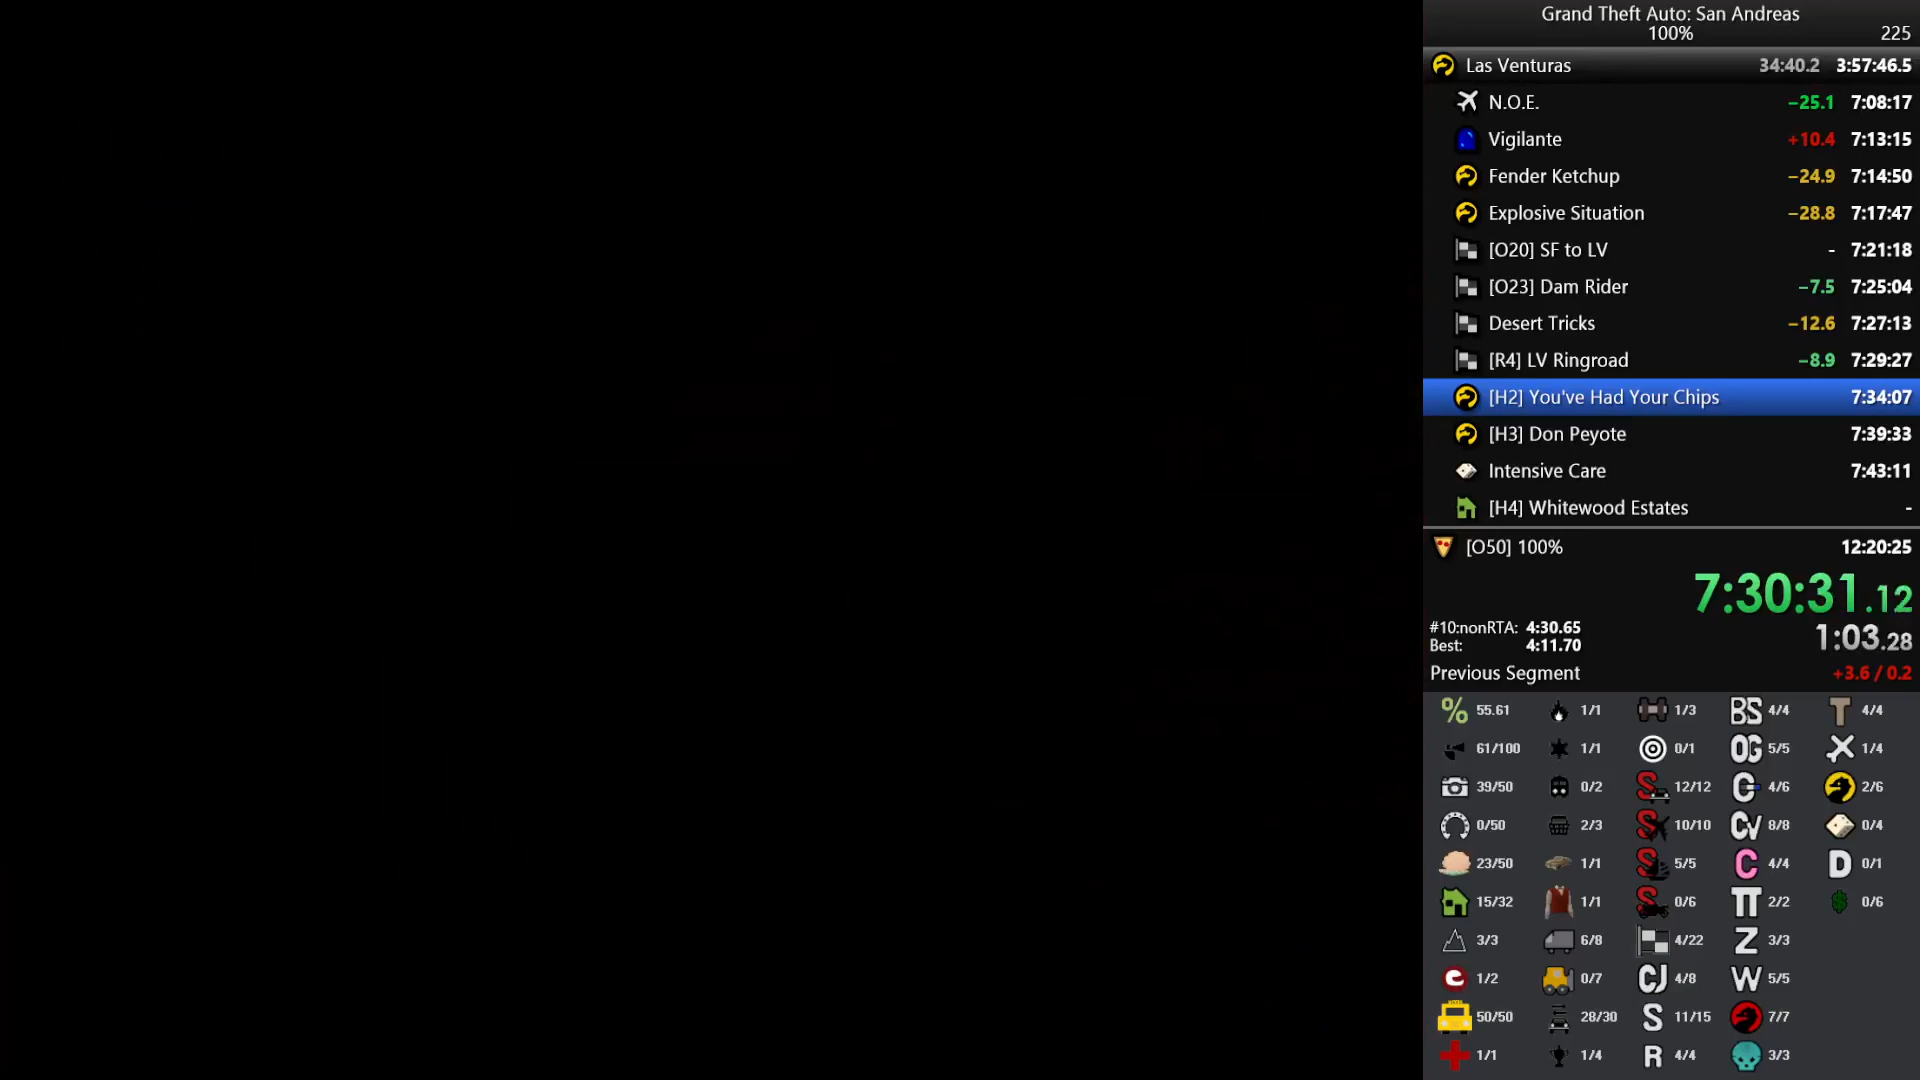 Grand Theft Auto: San Andreas
100% 225
Las Venturas 34:40.2 3:57:46.5
N.O.E. −25.1 7:08:17
Vigilante +10.4 7:13:15
Fender Ketchup −24.9 7:14:50
Explosive Situation −28.8 7:17:47
[O20] SF to LV - 7:21:18
[O23] Dam Rider −7.5 7:25:04
Desert Tricks −12.6 7:27:13
[R4] LV Ringroad −8.9 7:29:27
[H2] You've Had Your Chips 7:34:07
[H3] Don Peyote 7:39:33
Intensive Care 7:43:11
[H4] Whitewood Estates -
[O50] 100% 12:20:25
7:30:31.12
#10:nonRTA: 4:30.65
Best: 4:11.70
1:03.28
Previous Segment +3.6 / 0.2
% 55.61 1/1 1/3 BS 4/4 T 4/4
61/100 1/1 0/1 OG 5/5 1/4
39/50 0/2 S 12/12 C 4/6 2/6
0/50 2/3 S 10/10 CV 8/8 0/4
23/50 1/1 S 5/5 C 4/4 D 0/1
15/32 1/1 S 0/6 TT 2/2 $ 0/6
3/3 6/8 4/22 Z 3/3
e 1/2 0/7 CJ 4/8 W 5/5
50/50 28/30 S 11/15 7/7
1/1 1/4 R 4/4 3/3